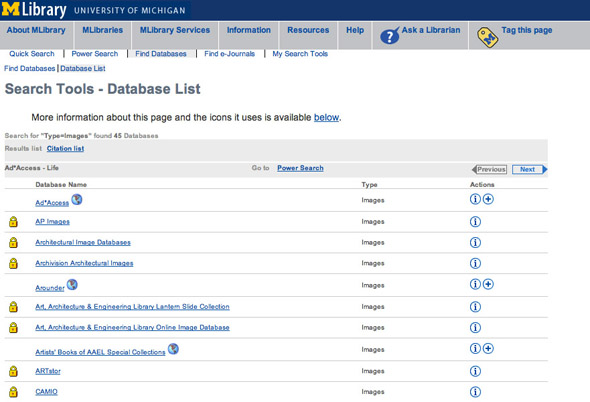 M Library UNIVERSITY OF MICHIGAN
About MLibrary MLibraries MLibrary Services Information Resources Help ? Ask a Librarian M Tag this page
Quick Search | Power Search | Find Databases | Find e-Journals | My Search Tools
Find Databases | Database List
Search Tools - Database List
More information about this page and the icons it uses is available below.
Search for "Type=Images" found 45 Databases
Results list Citation list
Ad*Access - Life Go to Power Search Previous Next
Database Name Type Actions
Ad*Access Images i +
AP Images Images i
Architectural Image Databases Images i
Archivision Architectural Images Images i
Arounder Images i +
Art, Architecture & Engineering Library Lantern Slide Collection Images i
Art, Architecture & Engineering Library Online Image Database Images i
Artists' Books of AAEL Special Collections Images i +
ARTstor Images i
CAMIO Images i